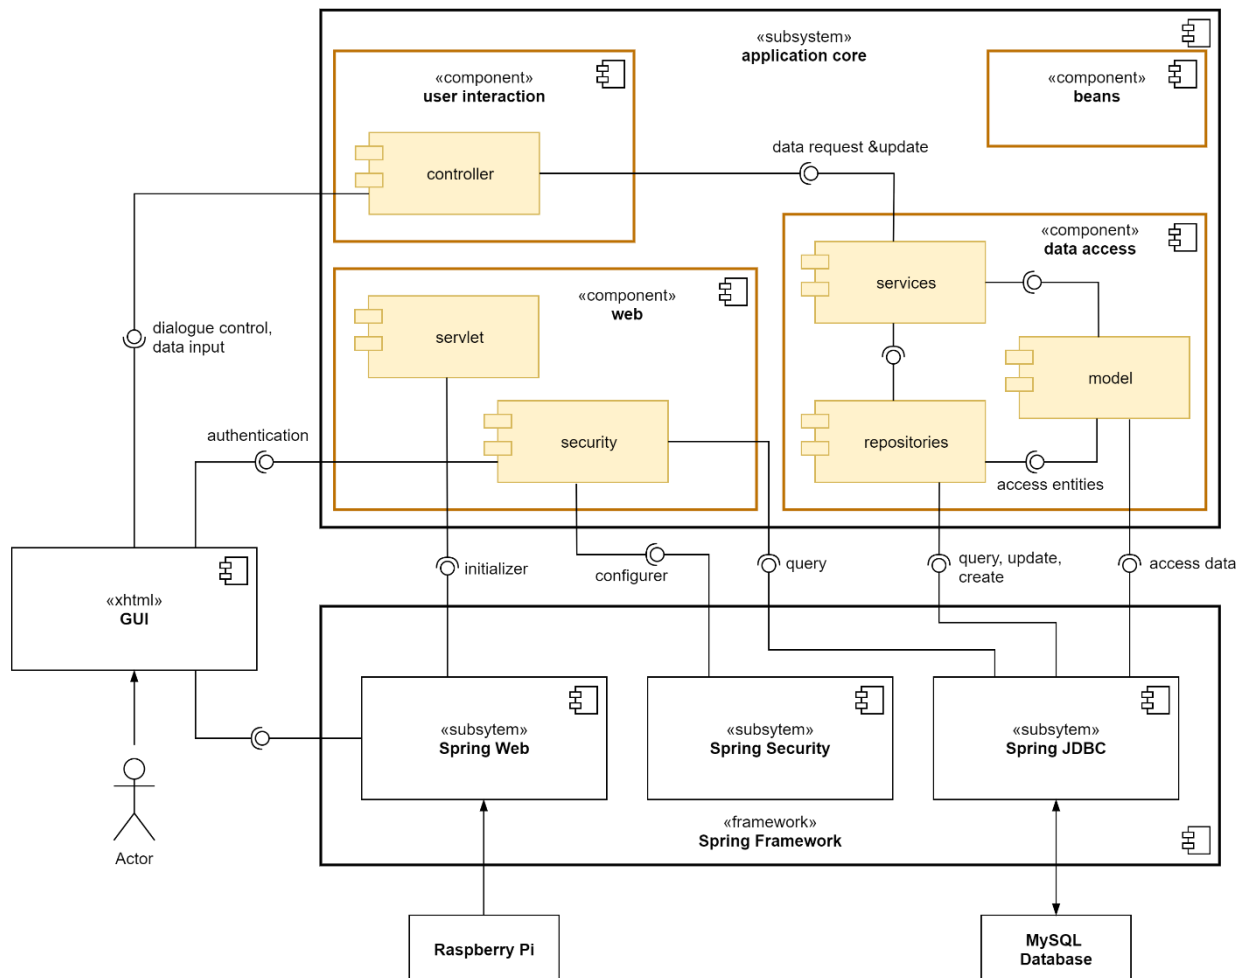 «subsystem»
application core
«component»
user interaction
«component»
beans
controller
data request &update
«component»
data access
services
«component»
web
servlet
model
dialogue control,
data input
security
repositories
authentication
access entities
initializer
configurer
query
query, update,
create
access data
«xhtml»
GUI
«subsytem»
Spring Web
«subsytem»
Spring Security
«subsytem»
Spring JDBC
«framework»
Spring Framework
Actor
Raspberry Pi
MySQL
Database